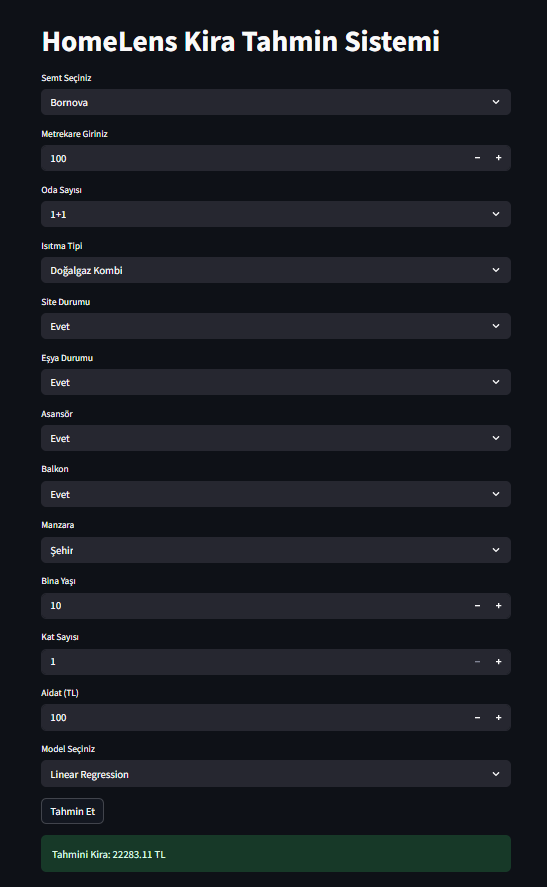 HomeLens Kira Tahmin Sistemi
Semt Seçiniz
Bornova
Metrekare Giriniz
100
Oda Sayısı
1+1
Isıtma Tipi
Doğalgaz Kombi
Site Durumu
Evet
Eşya Durumu
Evet
Asansör
Evet
Balkon
Evet
Manzara
Şehir
Bina Yaşı
10
Kat Sayısı
1
Aidat (TL)
100
Model Seçiniz
Linear Regression
Tahmin Et
Tahmini Kira: 22283.11 TL